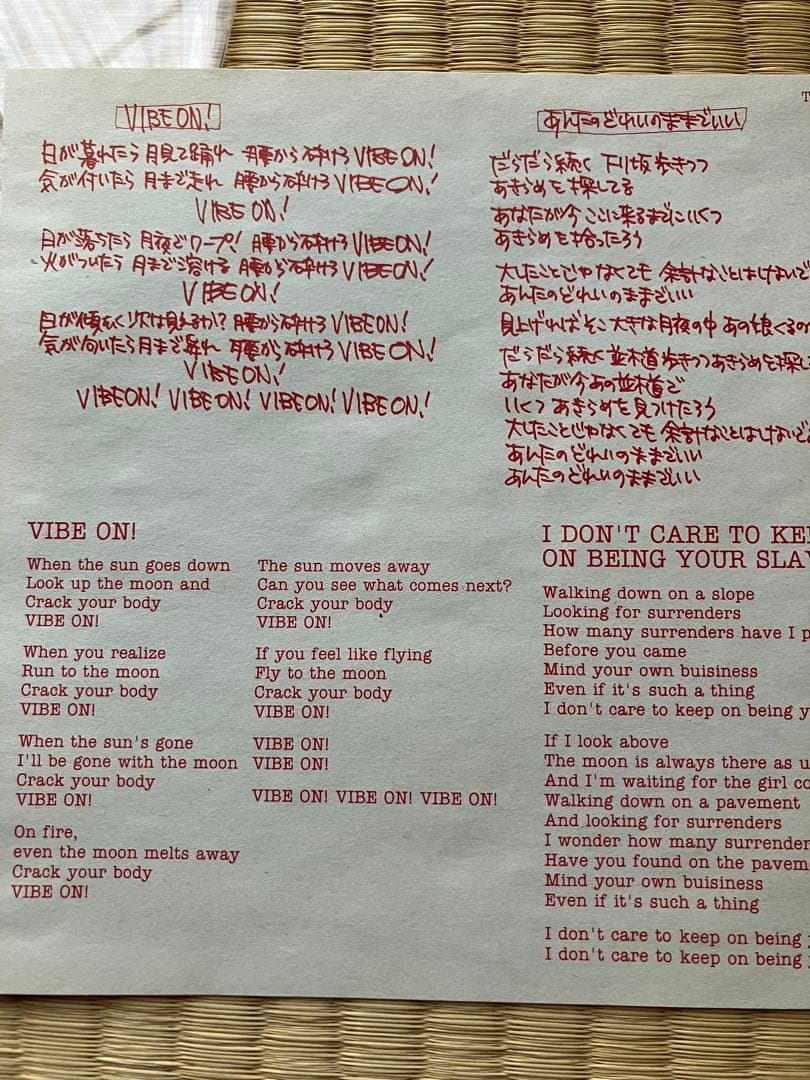 VIBE ON!
日が暮れたら 月見て踊れ 腰から砕けろ VIBE ON!
気が付いたら 月まで走れ 腰から砕けろ VIBE ON!
VIBE ON!
日が落ちたら 月夜でワープ! 腰から砕けろ VIBE ON!
火がついたら 月までで溶ける 腰から砕けろ VIBE ON!
VIBE ON!
日が傾むく 次は見えるか? 腰から砕けろ VIBE ON!
気が向いたら月まで昇れ 腰から砕けろ VIBE ON!
VIBE ON!
VIBE ON! VIBE ON! VIBE ON! VIBE ON!
あんたのどれいのままでいい
だらだら続く 下り坂歩きつつ
あきらめを探してる
あなたが今 ここに来るまでにいくつ
あきらめを拾ったろう
大したことじゃなくても 余計なことはしないで
あんたのどれいのままでいい
見上げればそこ 大きな月夜の中 あの娘くるの
だらだら続く並木道歩きつつあきらめを探し
あなたが今あの並木道で
いくつ あきらめを見つけたろう
大したことじゃなくても 余計なことはしないで
あんたのどれいのままでいい
あんたのどれいのままでいい
VIBE ON!
When the sun goes down
Look up the moon and
Crack your body
VIBE ON!
When you realize
Run to the moon
Crack your body
VIBE ON!
When the sun's gone
I'll be gone with the moon
Crack your body
VIBE ON!
On fire,
even the moon melts away
Crack your body
VIBE ON!
The sun moves away
Can you see what comes next?
Crack your body
VIBE ON!
If you feel like flying
Fly to the moon
Crack your body
VIBE ON!
VIBE ON!
VIBE ON!
VIBE ON! VIBE ON! VIBE ON!
I DON'T CARE TO KE
ON BEING YOUR SLA
Walking down on a slope
Looking for surrenders
How many surrenders have I p
Before you came
Mind your own buisiness
Even if it's such a thing
I don't care to keep on being y
If I look above
The moon is always there as u
And I'm waiting for the girl co
Walking down on a pavement
And looking for surrenders
I wonder how many surrender
Have you found on the pavem
Mind your own buisiness
Even if it's such a thing
I don't care to keep on being
I don't care to keep on being